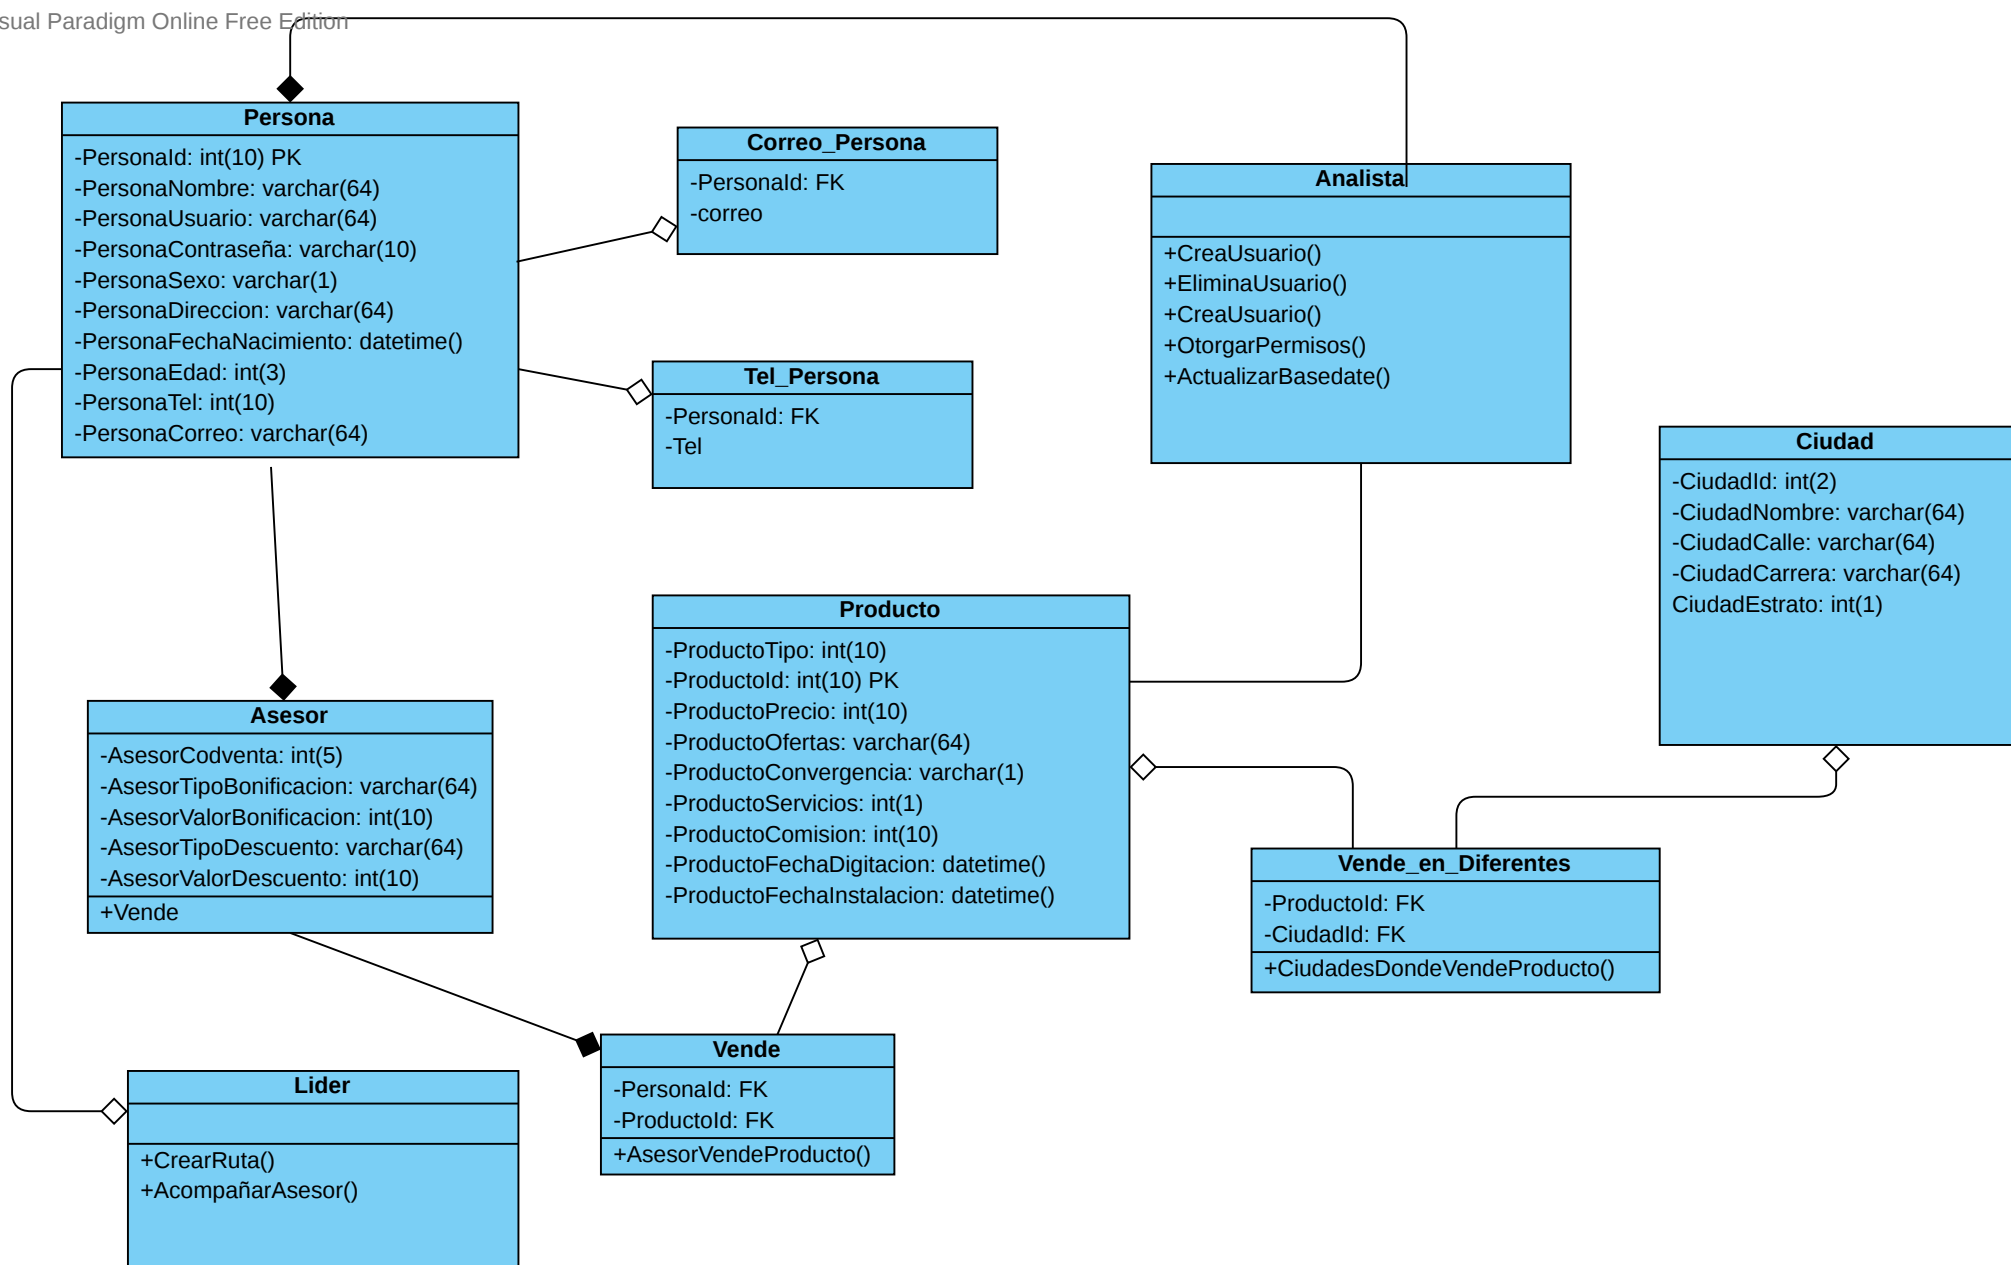 sual Paradigm Online Free Edition
Persona
-PersonaId: int(10) PK
-PersonaNombre: varchar(64)
-PersonaUsuario: varchar(64)
-PersonaContraseña: varchar(10)
-PersonaSexo: varchar(1)
-PersonaDireccion: varchar(64)
-PersonaFechaNacimiento: datetime()
-PersonaEdad: int(3)
-PersonaTel: int(10)
-PersonaCorreo: varchar(64)
Correo_Persona
-PersonaId: FK
-correo
Tel_Persona
-PersonaId: FK
-Tel
Analista
+CreaUsuario()
+EliminaUsuario()
+CreaUsuario()
+OtorgarPermisos()
+ActualizarBasedate()
Ciudad
-CiudadId: int(2)
-CiudadNombre: varchar(64)
-CiudadCalle: varchar(64)
-CiudadCarrera: varchar(64)
CiudadEstrato: int(1)
Producto
-ProductoTipo: int(10)
-ProductoId: int(10) PK
-ProductoPrecio: int(10)
-ProductoOfertas: varchar(64)
-ProductoConvergencia: varchar(1)
-ProductoServicios: int(1)
-ProductoComision: int(10)
-ProductoFechaDigitacion: datetime()
-ProductoFechaInstalacion: datetime()
Asesor
-AsesorCodventa: int(5)
-AsesorTipoBonificacion: varchar(64)
-AsesorValorBonificacion: int(10)
-AsesorTipoDescuento: varchar(64)
-AsesorValorDescuento: int(10)
+Vende
Vende_en_Diferentes
-ProductoId: FK
-CiudadId: FK
+CiudadesDondeVendeProducto()
Vende
-PersonaId: FK
-ProductoId: FK
+AsesorVendeProducto()
Lider
+CrearRuta()
+AcompañarAsesor()